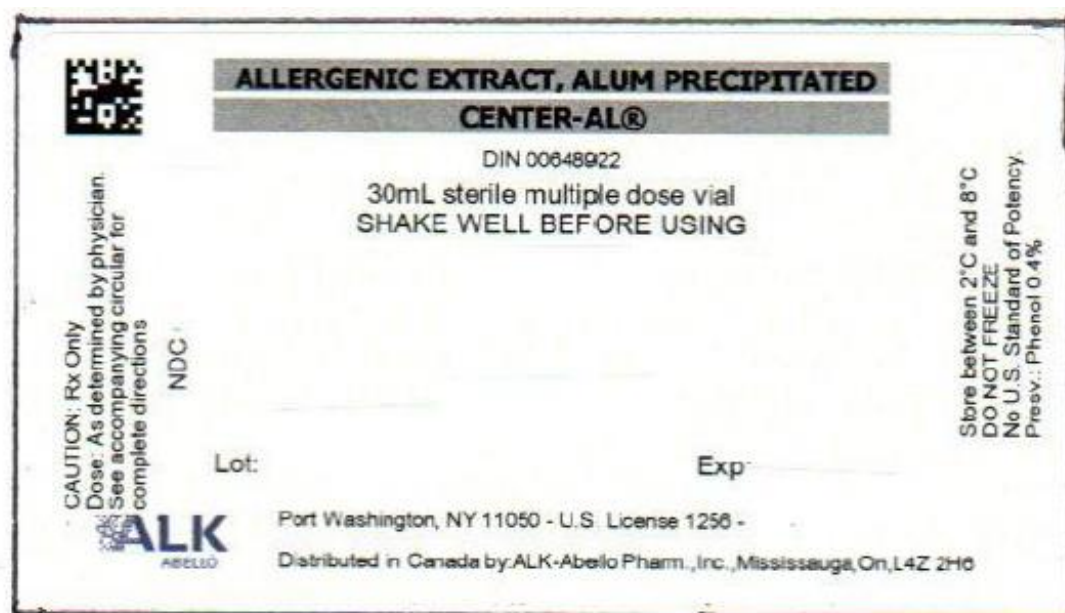 ALLERGENIC EXTRACT, ALUM PRECIPITATED
CENTER-AL®
DIN 00648922
30mL sterile multiple dose vial
SHAKE WELL BEFORE USING
CAUTION: Rx Only
Dose: As determined by physician.
See accompanying circular for
complete directions
NDC
Store between 2°C and 8°C
DO NOT FREEZE
No U.S. Standard of Potency.
Presv.: Phenol 0.4%
Lot:
Exp
ALK
ABELLÓ
Port Washington, NY 11050 - U.S. License 1256 -
Distributed in Canada by:ALK-Abello Pharm.,Inc.,Mississauga,On,L4Z 2H6